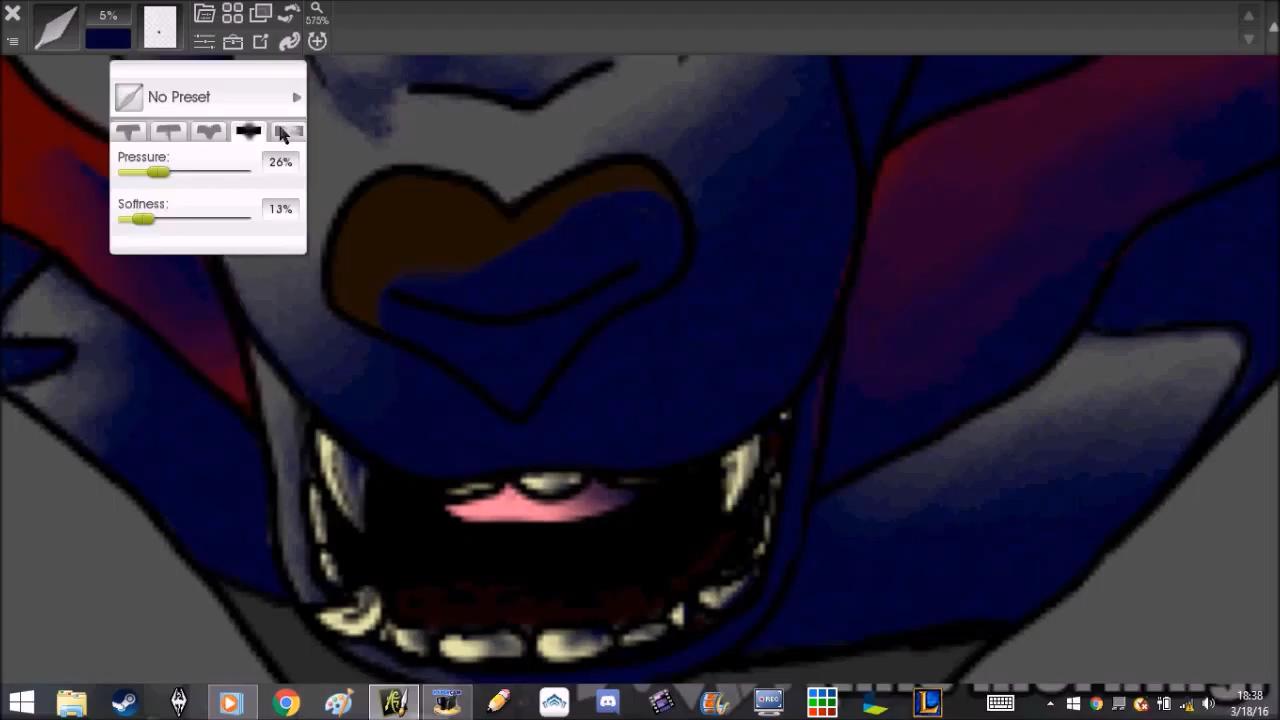 5%
575%
No Preset
Pressure:
26%
Softness:
13%
18:38
3/18/16